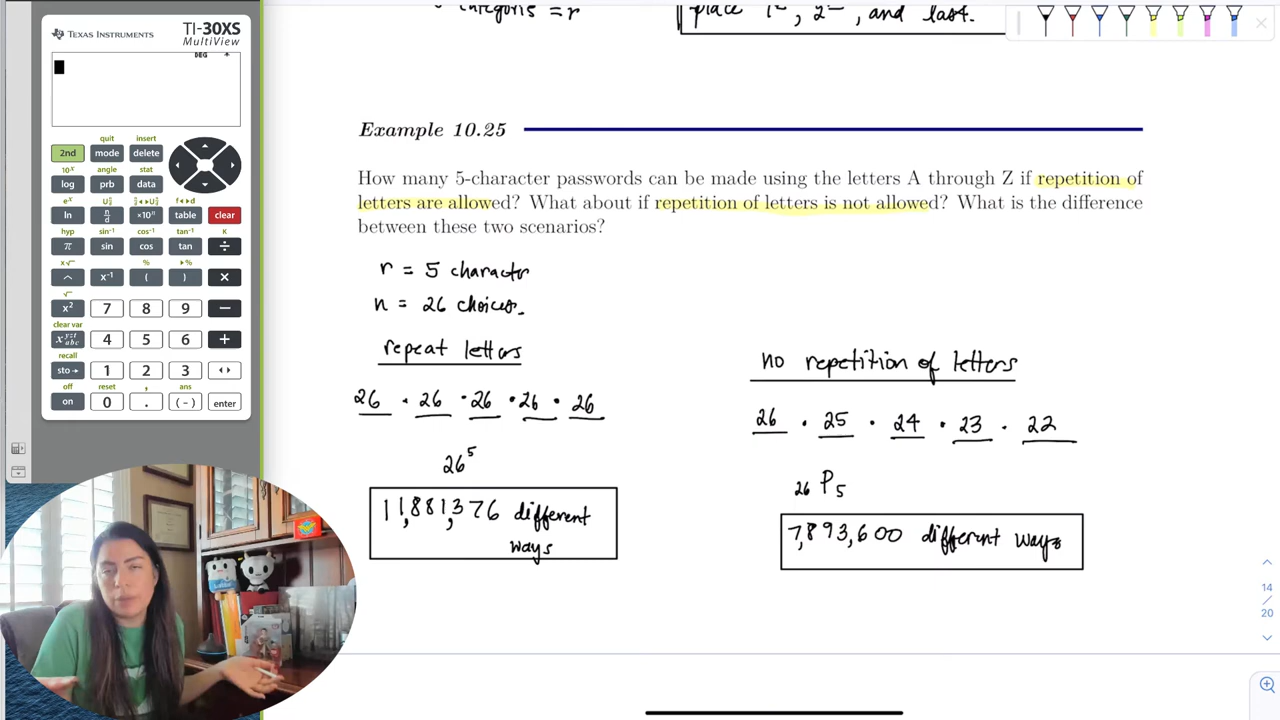 categoris = r
place 1st, 2nd, and last.
TEXAS INSTRUMENTS
TI-30XS
MultiView
DEG
quit insert
2nd mode delete
10ˣ angle stat
log prb data
eˣ
ln n/d ×10ⁿ table clear
hyp sin⁻¹ cos⁻¹ tan⁻¹ K
π sin cos tan ÷
x√ % ▸%
^ x⁻¹ ( ) ×
√
x² 7 8 9 −
clear var
4 5 6 +
recall
sto→ 1 2 3
off reset , ans
on 0 . (−) enter
Example 10.25
How many 5-character passwords can be made using the letters A through Z if repetition of
letters are allowed? What about if repetition of letters is not allowed? What is the difference
between these two scenarios?
r = 5 character
n = 26 choices.
repeat letters
26 · 26 · 26 · 26 · 26
26⁵
11,881,376 different
ways
no repetition of letters
26 · 25 · 24 · 23 · 22
₂₆P₅
7,893,600 different ways
14
/
20